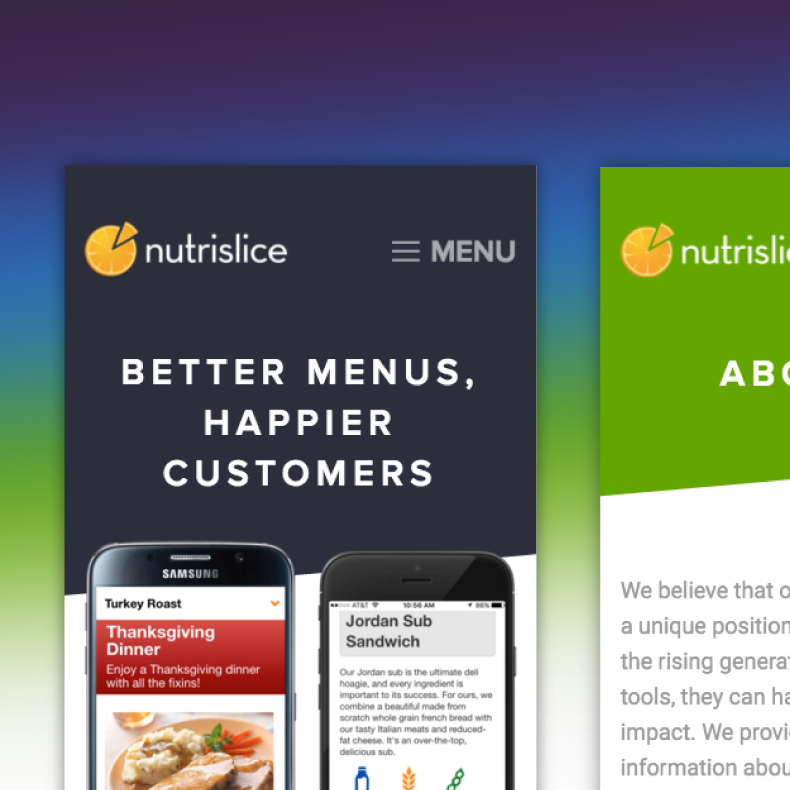 nutrislice
MENU
BETTER MENUS,
HAPPIER
CUSTOMERS
SAMSUNG
Turkey Roast
Thanksgiving
Dinner
Enjoy a Thanksgiving dinner
with all the fixins!
AT&T 10:56 AM 86%
Jordan Sub
Sandwich
Our Jordan sub is the ultimate deli
hoagie, and every ingredient is
important to its success. For ours, we
combine a beautiful made from
scratch whole grain french bread with
our tasty Italian meats and reduced-
fat cheese. It's an over-the-top,
delicious sub.
nutrislic
ABO
We believe that o
a unique position
the rising generat
tools, they can ha
impact. We provi
information abou